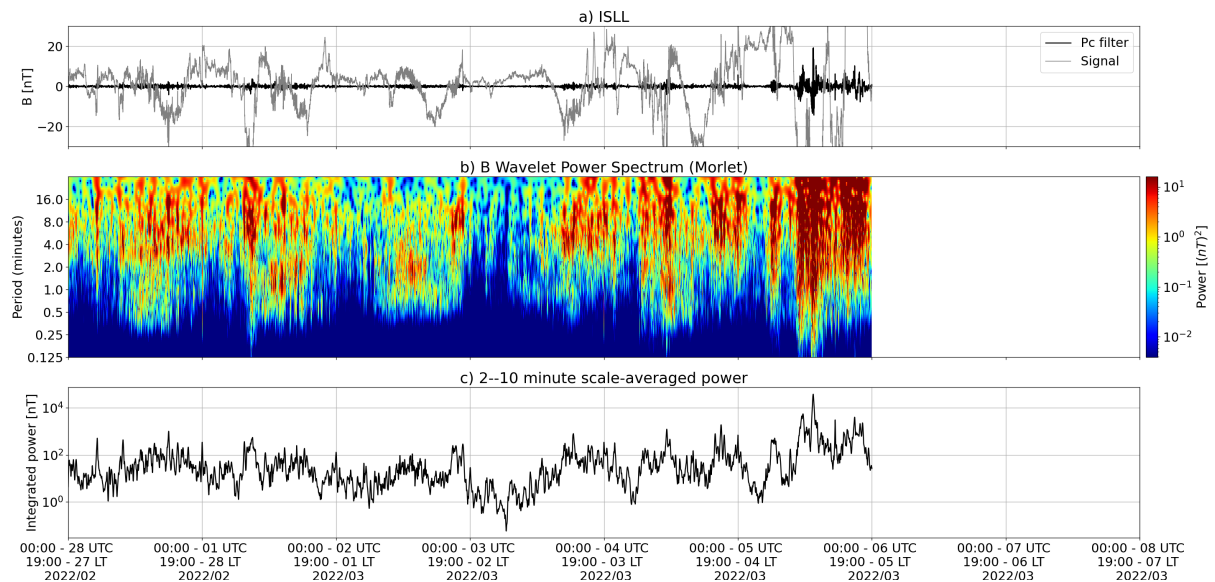 a) ISLL
20
0
−20
B [nT]
Pc filter
Signal
b) B Wavelet Power Spectrum (Morlet)
16.0
8.0
4.0
2.0
1.0
0.5
0.25
0.125
Period (minutes)
10^1
10^0
10^−1
10^−2
Power [(nT)^2]
c) 2--10 minute scale-averaged power
10^4
10^2
10^0
Integrated power [nT]
00:00 - 28 UTC 00:00 - 01 UTC 00:00 - 02 UTC 00:00 - 03 UTC 00:00 - 04 UTC 00:00 - 05 UTC 00:00 - 06 UTC 00:00 - 07 UTC 00:00 - 08 UTC
19:00 - 27 LT 19:00 - 28 LT 19:00 - 01 LT 19:00 - 02 LT 19:00 - 03 LT 19:00 - 04 LT 19:00 - 05 LT 19:00 - 06 LT 19:00 - 07 LT
2022/02 2022/02 2022/03 2022/03 2022/03 2022/03 2022/03 2022/03 2022/03